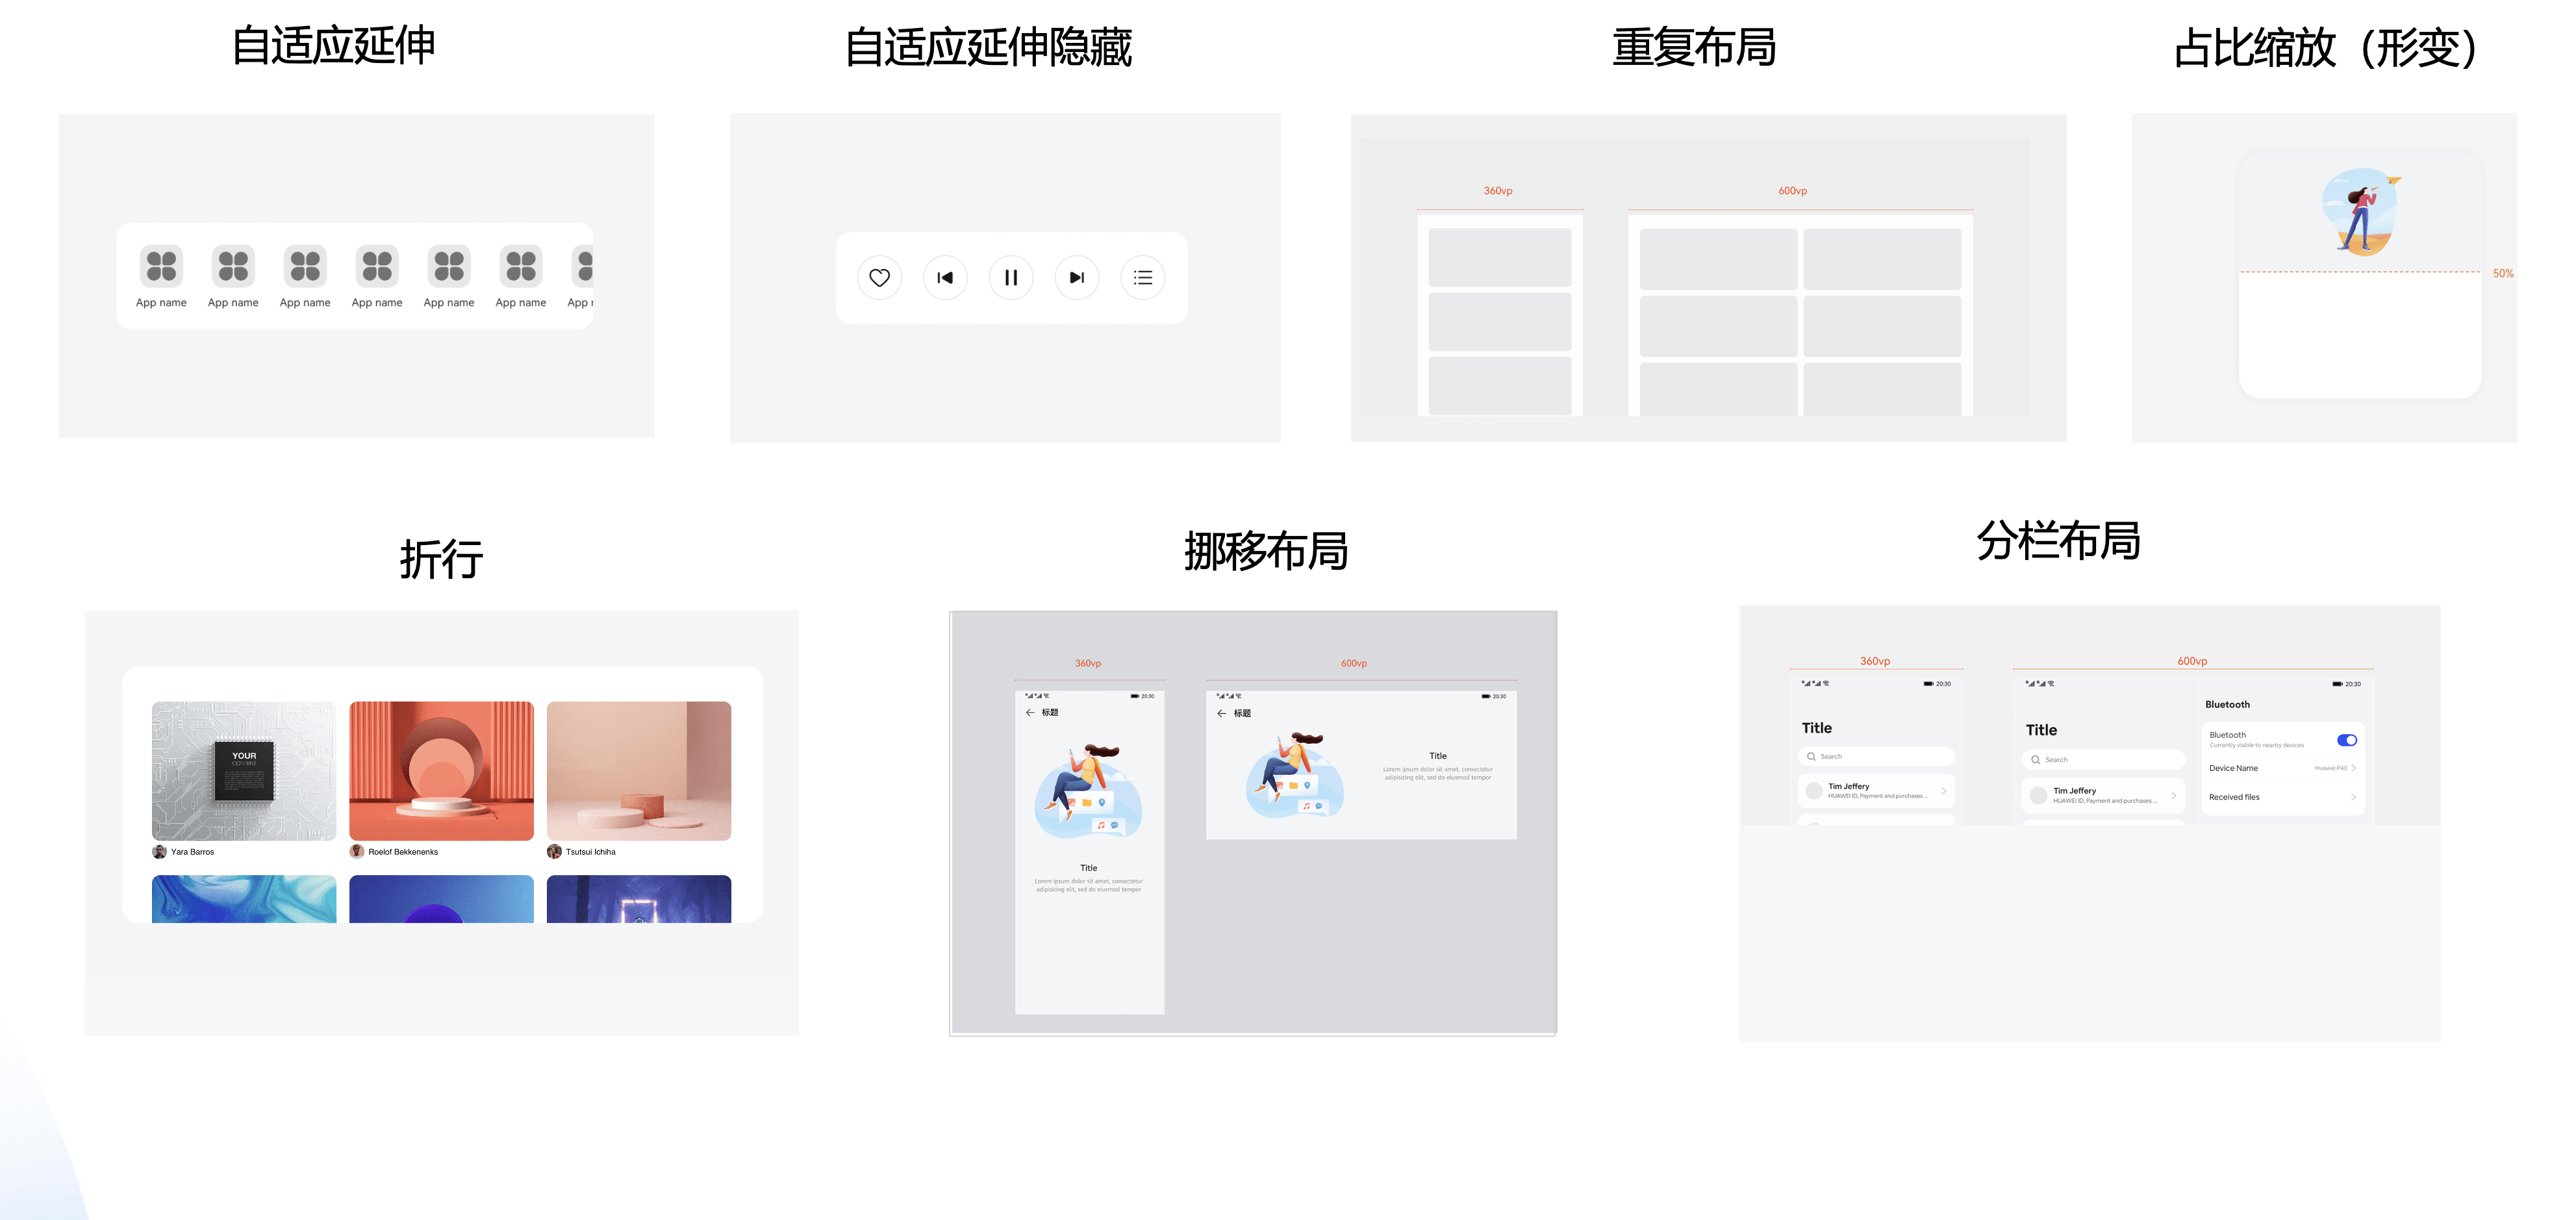 自适应延伸
自适应延伸隐藏
重复布局
占比缩放（形变）
App name App name App name App name App name App name App
360vp 600vp
50%
折行
挪移布局
分栏布局
YOUR
CONTENT
Yara Barros
Roelof Bekkenenks
Tsutsui Ichiha
360vp
20:30
标题
Title
Lorem ipsum dolor sit amet, consectetur
adipisicing elit, sed do eiusmod temper
600vp
20:30
标题
Title
Lorem ipsum dolor sit amet, consectetur
adipisicing elit, sed do eiusmod temper
360vp
20:30
Title
Search
Tim Jeffery
HUAWEI ID, Payment and purchases ...
600vp
20:30
Title
Search
Tim Jeffery
HUAWEI ID, Payment and purchases ...
Bluetooth
Bluetooth
Currently visible to nearby devices
Device Name Huawei P40
Received files